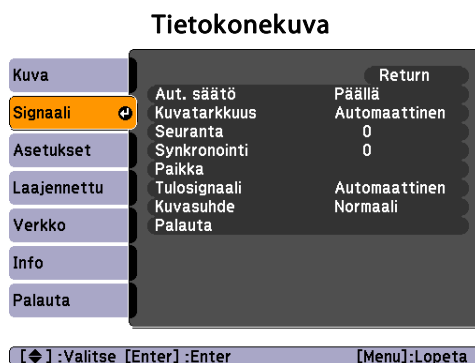 Tietokonekuva
Kuva
Signaali
Asetukset
Laajennettu
Verkko
Info
Palauta
Return
Aut. säätö Päällä
Kuvatarkkuus Automaattinen
Seuranta 0
Synkronointi 0
Paikka
Tulosignaali Automaattinen
Kuvasuhde Normaali
Palauta
[◆] :Valitse [Enter] :Enter [Menu]:Lopeta